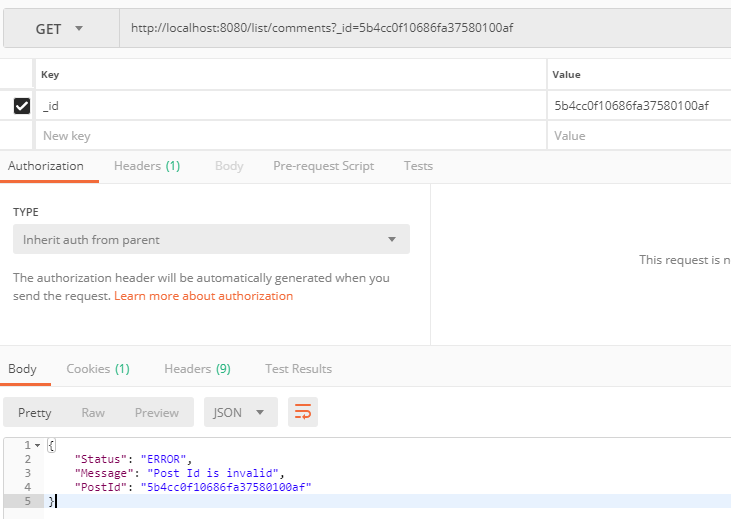 GET http://localhost:8080/list/comments?_id=5b4cc0f10686fa37580100af
Key Value
_id 5b4cc0f10686fa37580100af
New key Value
Authorization Headers (1) Body Pre-request Script Tests
TYPE
Inherit auth from parent
This request is n
The authorization header will be automatically generated when you
send the request. Learn more about authorization
Body Cookies (1) Headers (9) Test Results
Pretty Raw Preview JSON
1 {
2 "Status": "ERROR",
3 "Message": "Post Id is invalid",
4 "PostId": "5b4cc0f10686fa37580100af"
5 }